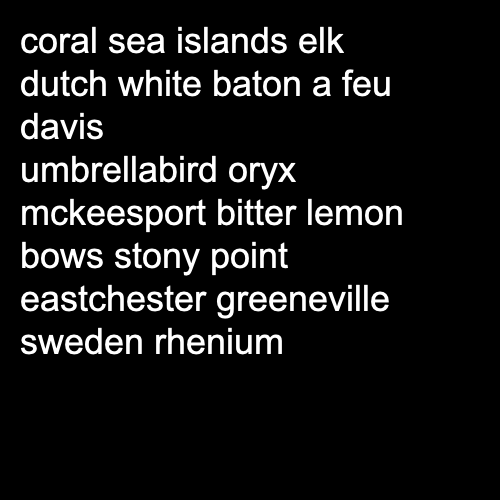 coral sea islands elk
dutch white baton a feu
davis
umbrellabird oryx
mckeesport bitter lemon
bows stony point
eastchester greeneville
sweden rhenium